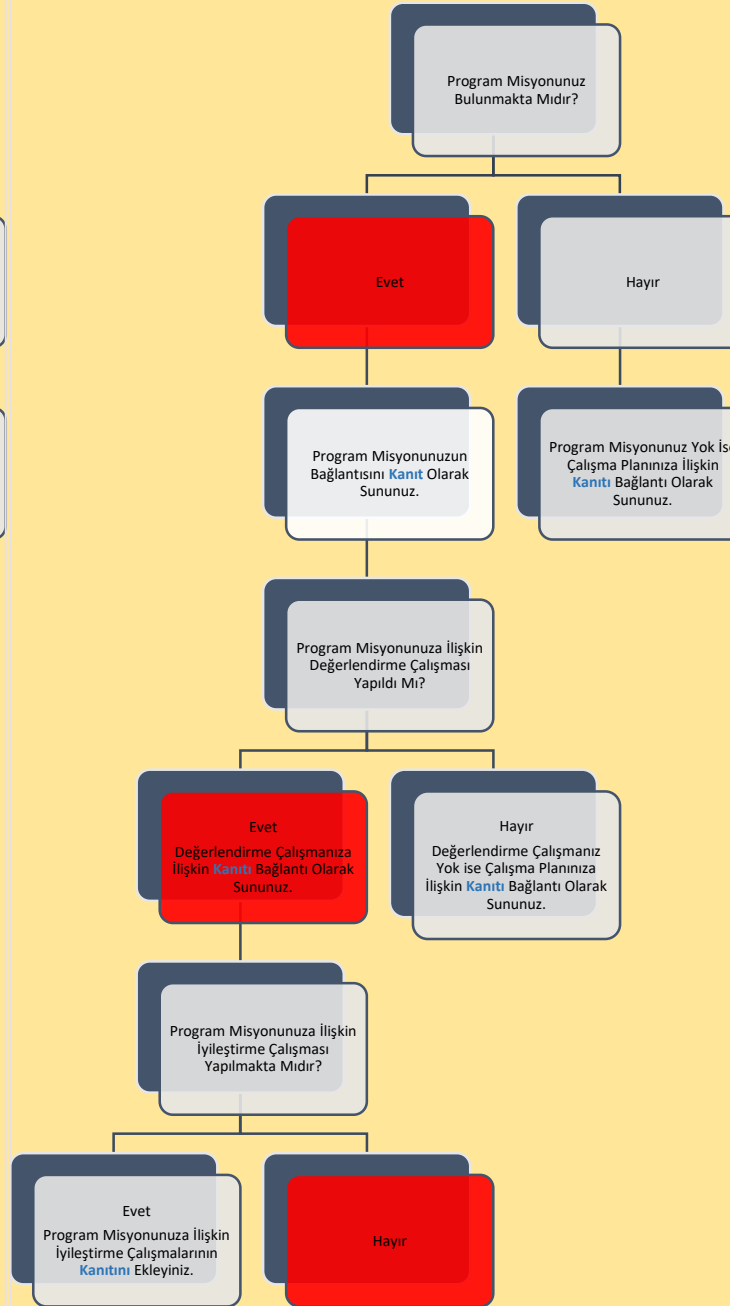 Program Misyonunuz
Bulunmakta Mıdır?
Evet
Hayır
Program Misyonunuzun
Bağlantısını Kanıt Olarak
Sununuz.
Program Misyonunuz Yok İse
Çalışma Planınıza İlişkin
Kanıtı Bağlantı Olarak
Sununuz.
Program Misyonunuza İlişkin
Değerlendirme Çalışması
Yapıldı Mı?
Evet
Değerlendirme Çalışmanıza
İlişkin Kanıtı Bağlantı Olarak
Sununuz.
Hayır
Değerlendirme Çalışmanız
Yok ise Çalışma Planınıza
İlişkin Kanıtı Bağlantı Olarak
Sununuz.
Program Misyonunuza İlişkin
İyileştirme Çalışması
Yapılmakta Mıdır?
Evet
Program Misyonunuza İlişkin
İyileştirme Çalışmalarının
Kanıtını Ekleyiniz.
Hayır